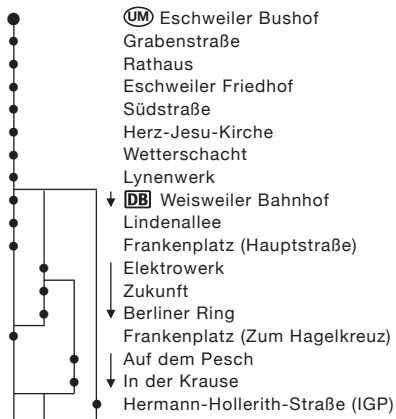 UM Eschweiler Bushof
Grabenstraße
Rathaus
Eschweiler Friedhof
Südstraße
Herz-Jesu-Kirche
Wetterschacht
Lynenwerk
DB Weisweiler Bahnhof
Lindenallee
Frankenplatz (Hauptstraße)
Elektrowerk
Zukunft
Berliner Ring
Frankenplatz (Zum Hagelkreuz)
Auf dem Pesch
In der Krause
Hermann-Hollerith-Straße (IGP)